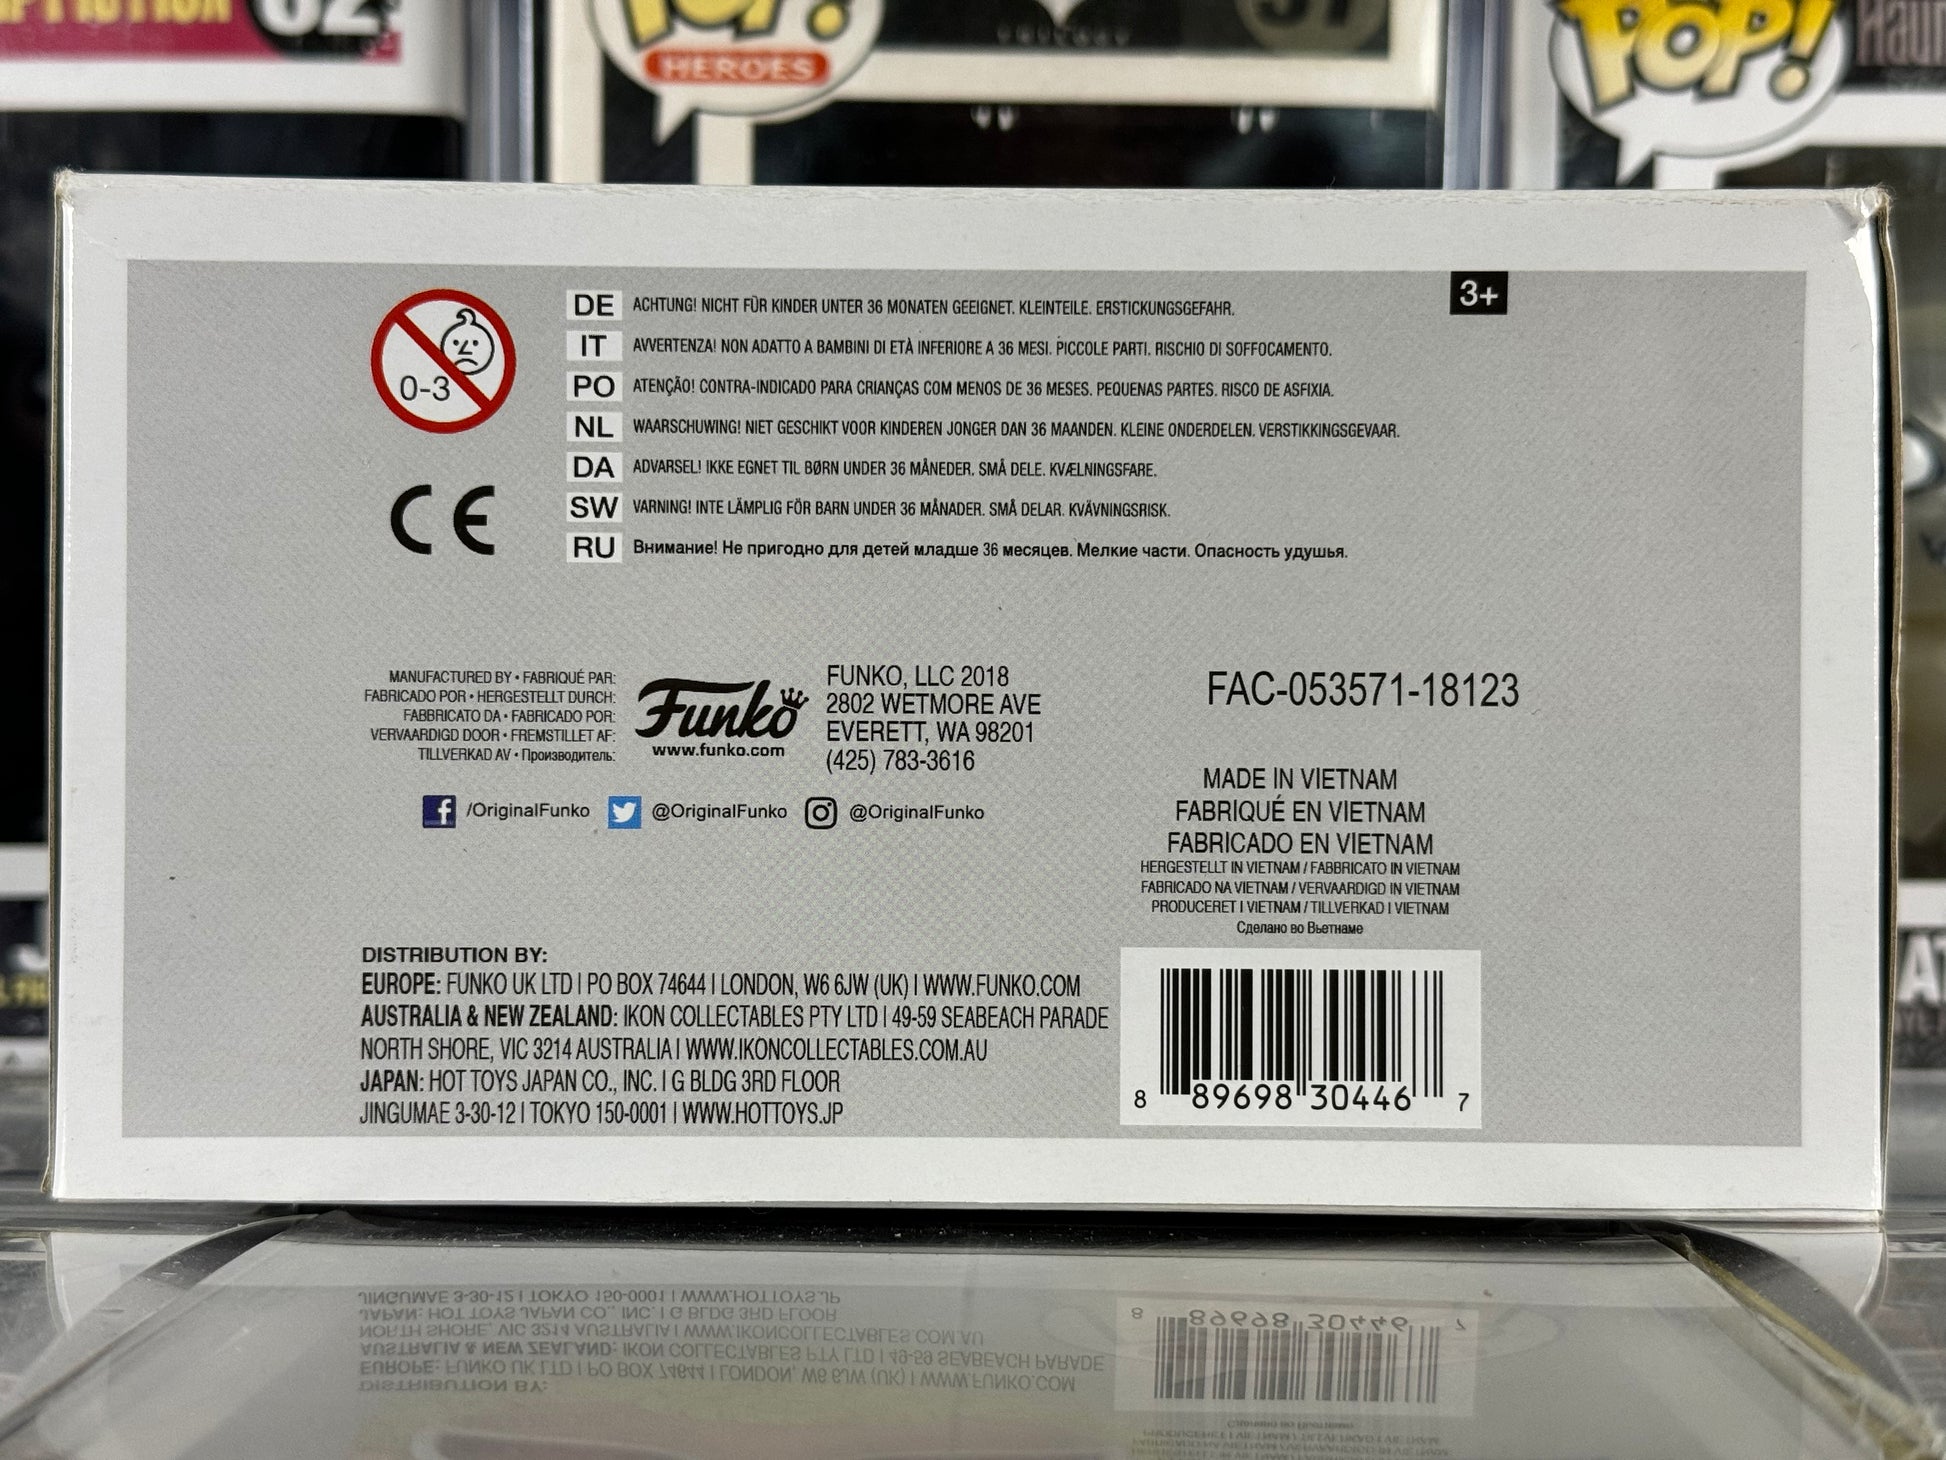 HEROES
TRILOGY
POP!
3+
0-3
DE ACHTUNG! NICHT FÜR KINDER UNTER 36 MONATEN GEEIGNET. KLEINTEILE. ERSTICKUNGSGEFAHR.
IT AVVERTENZA! NON ADATTO A BAMBINI DI ETÀ INFERIORE A 36 MESI. PICCOLE PARTI. RISCHIO DI SOFFOCAMENTO.
PO ATENÇÃO! CONTRA-INDICADO PARA CRIANÇAS COM MENOS DE 36 MESES. PEQUENAS PARTES. RISCO DE ASFIXIA.
NL WAARSCHUWING! NIET GESCHIKT VOOR KINDEREN JONGER DAN 36 MAANDEN. KLEINE ONDERDELEN. VERSTIKKINGSGEVAAR.
DA ADVARSEL! IKKE EGNET TIL BØRN UNDER 36 MÅNEDER. SMÅ DELE. KVÆLNINGSFARE.
SW VARNING! INTE LÄMPLIG FÖR BARN UNDER 36 MÅNADER. SMÅ DELAR. KVÄVNINGSRISK.
RU Внимание! Не пригодно для детей младше 36 месяцев. Мелкие части. Опасность удушья.
CE
MANUFACTURED BY • FABRIQUÉ PAR:
FABRICADO POR • HERGESTELLT DURCH:
FABBRICATO DA • FABRICADO POR:
VERVAARDIGD DOOR • FREMSTILLET AF:
TILLVERKAD AV • Производитель:
Funko
www.funko.com
FUNKO, LLC 2018
2802 WETMORE AVE
EVERETT, WA 98201
(425) 783-3616
/OriginalFunko @OriginalFunko @OriginalFunko
FAC-053571-18123
MADE IN VIETNAM
FABRIQUÉ EN VIETNAM
FABRICADO EN VIETNAM
HERGESTELLT IN VIETNAM / FABBRICATO IN VIETNAM
FABRICADO NA VIETNAM / VERVAARDIGD IN VIETNAM
PRODUCERET I VIETNAM / TILLVERKAD I VIETNAM
Сделано во Вьетнаме
DISTRIBUTION BY:
EUROPE: FUNKO UK LTD | PO BOX 74644 | LONDON, W6 6JW (UK) | WWW.FUNKO.COM
AUSTRALIA & NEW ZEALAND: IKON COLLECTABLES PTY LTD | 49-59 SEABEACH PARADE
NORTH SHORE, VIC 3214 AUSTRALIA | WWW.IKONCOLLECTABLES.COM.AU
JAPAN: HOT TOYS JAPAN CO., INC. | G BLDG 3RD FLOOR
JINGUMAE 3-30-12 | TOKYO 150-0001 | WWW.HOTTOYS.JP
8 89698 30446 7